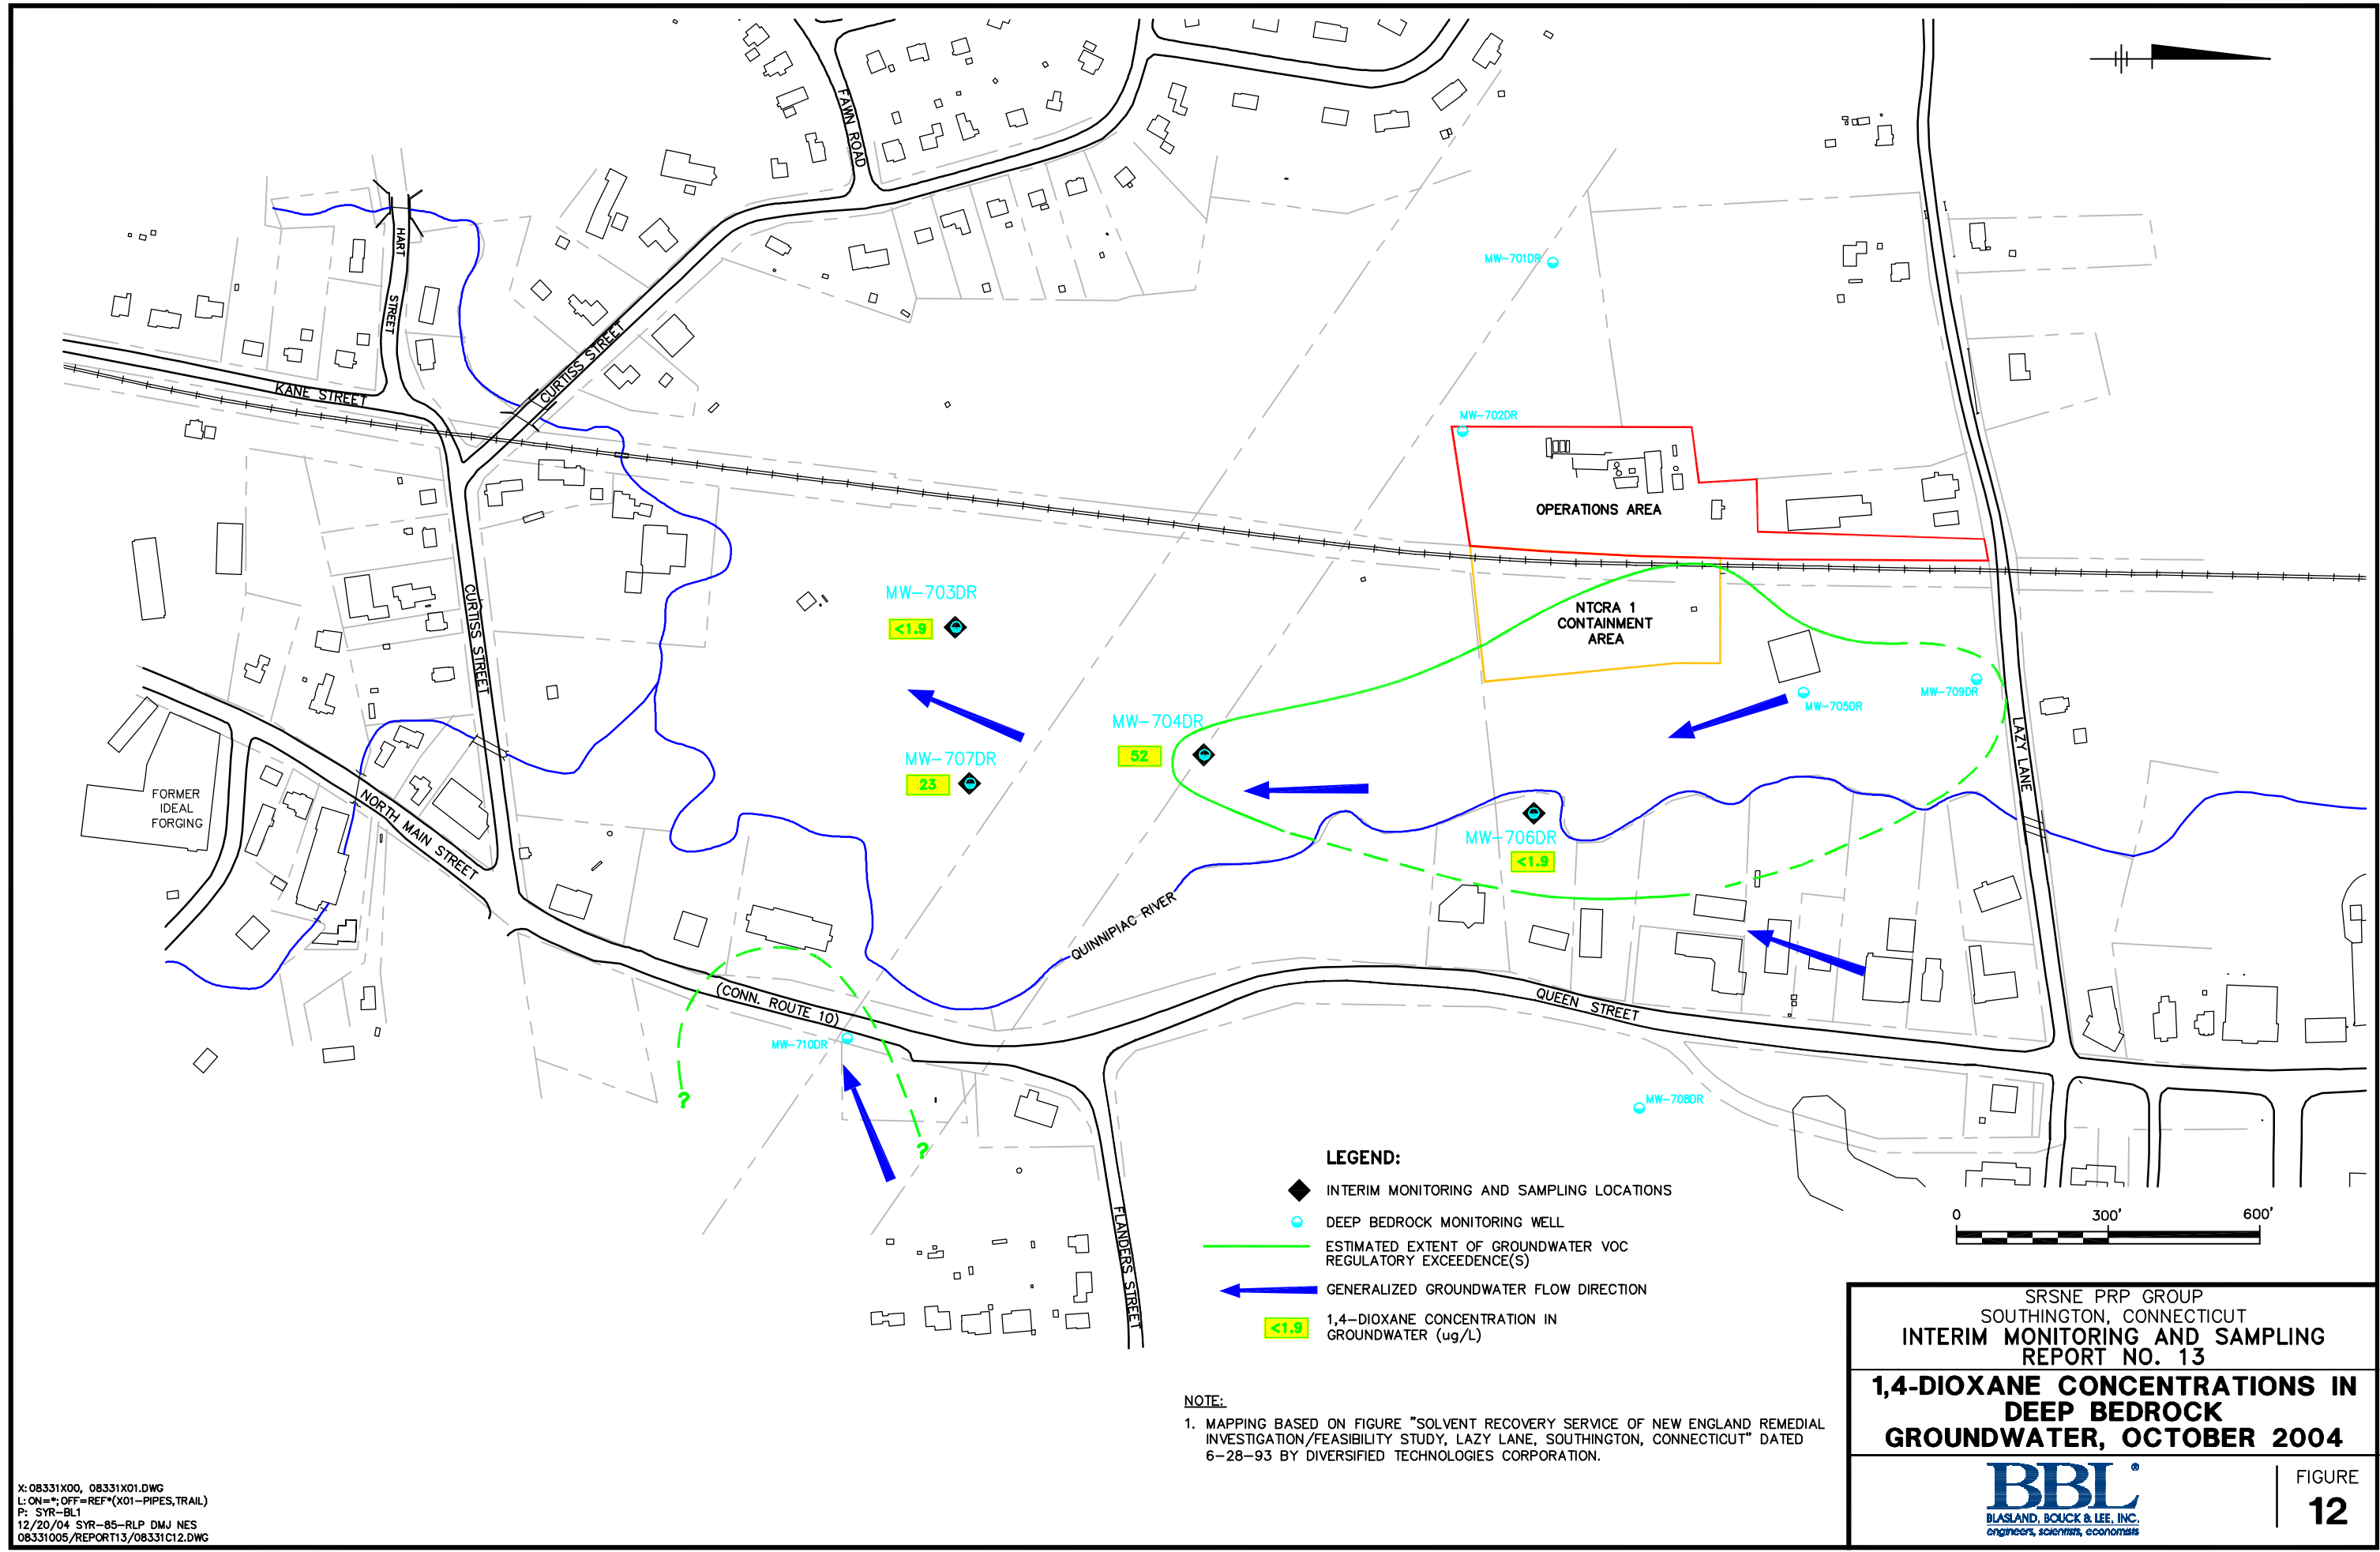 FAWN ROAD
HART STREET
CURTISS STREET
KANE STREET
MW-701DR
MW-702DR
OPERATIONS AREA
NTCRA 1
CONTAINMENT
AREA
MW-703DR
<1.9
CURTISS STREET
MW-704DR
52
MW-705DR
MW-709DR
LAZY LANE
MW-707DR
23
MW-706DR
<1.9
FORMER
IDEAL
FORGING
NORTH MAIN STREET
QUINNIPIAC RIVER
(CONN. ROUTE 10)
QUEEN STREET
MW-710DR
?
?
MW-708DR
FLANDERS STREET
LEGEND:
INTERIM MONITORING AND SAMPLING LOCATIONS
DEEP BEDROCK MONITORING WELL
ESTIMATED EXTENT OF GROUNDWATER VOC
REGULATORY EXCEEDENCE(S)
GENERALIZED GROUNDWATER FLOW DIRECTION
<1.9
1,4-DIOXANE CONCENTRATION IN
GROUNDWATER (ug/L)
0 300' 600'
NOTE:
1. MAPPING BASED ON FIGURE "SOLVENT RECOVERY SERVICE OF NEW ENGLAND REMEDIAL
INVESTIGATION/FEASIBILITY STUDY, LAZY LANE, SOUTHINGTON, CONNECTICUT" DATED
6-28-93 BY DIVERSIFIED TECHNOLOGIES CORPORATION.
SRSNE PRP GROUP
SOUTHINGTON, CONNECTICUT
INTERIM MONITORING AND SAMPLING
REPORT NO. 13
1,4-DIOXANE CONCENTRATIONS IN
DEEP BEDROCK
GROUNDWATER, OCTOBER 2004
BBL®
BLASLAND, BOUCK & LEE, INC.
engineers, scientists, economists
FIGURE
12
X: 08331X00, 08331X01.DWG
L: ON=*; OFF=REF*(X01-PIPES,TRAIL)
P: SYR-BL1
12/20/04 SYR-85-RLP DMJ NES
08331005/REPORT13/08331C12.DWG